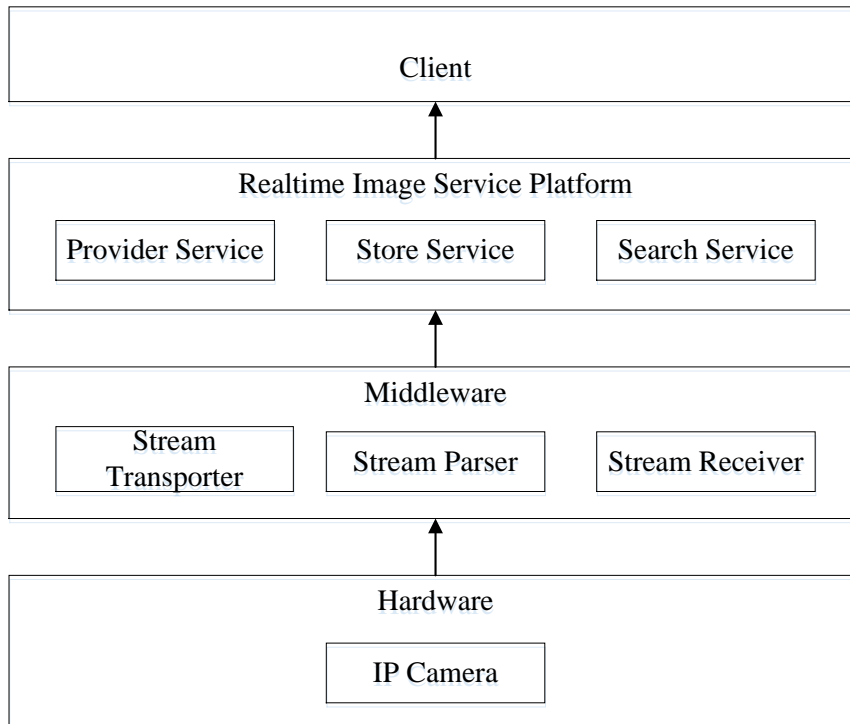 Client
Realtime Image Service Platform
Provider Service
Store Service
Search Service
Middleware
Stream
Transporter
Stream Parser
Stream Receiver
Hardware
IP Camera